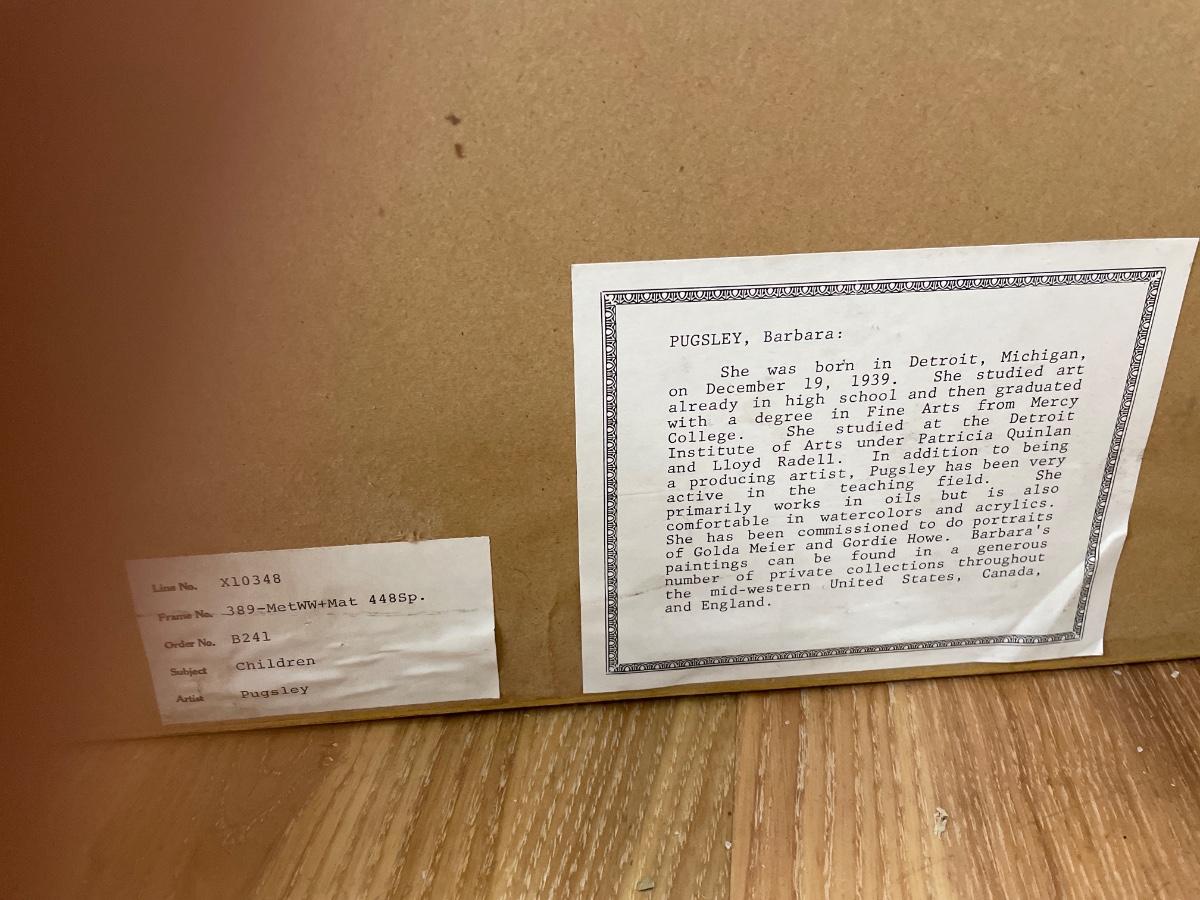 PUGSLEY, Barbara:
She was born in Detroit, Michigan,
on December 19, 1939. She studied art
already in high school and then graduated
with a degree in Fine Arts from Mercy
College. She studied at the Detroit
Institute of Arts under Patricia Quinlan
and Lloyd Radell. In addition to being
a producing artist, Pugsley has been very
active in the teaching field. She
primarily works in oils but is also
comfortable in watercolors and acrylics.
She has been commissioned to do portraits
of Golda Meier and Gordie Howe. Barbara's
paintings can be found in a generous
number of private collections throughout
the mid-western United States, Canada,
and England.
Line No. X10348
Frame No. 389-MetWW+Mat 448Sp.
Order No. B241
Subject Children
Artist Pugsley